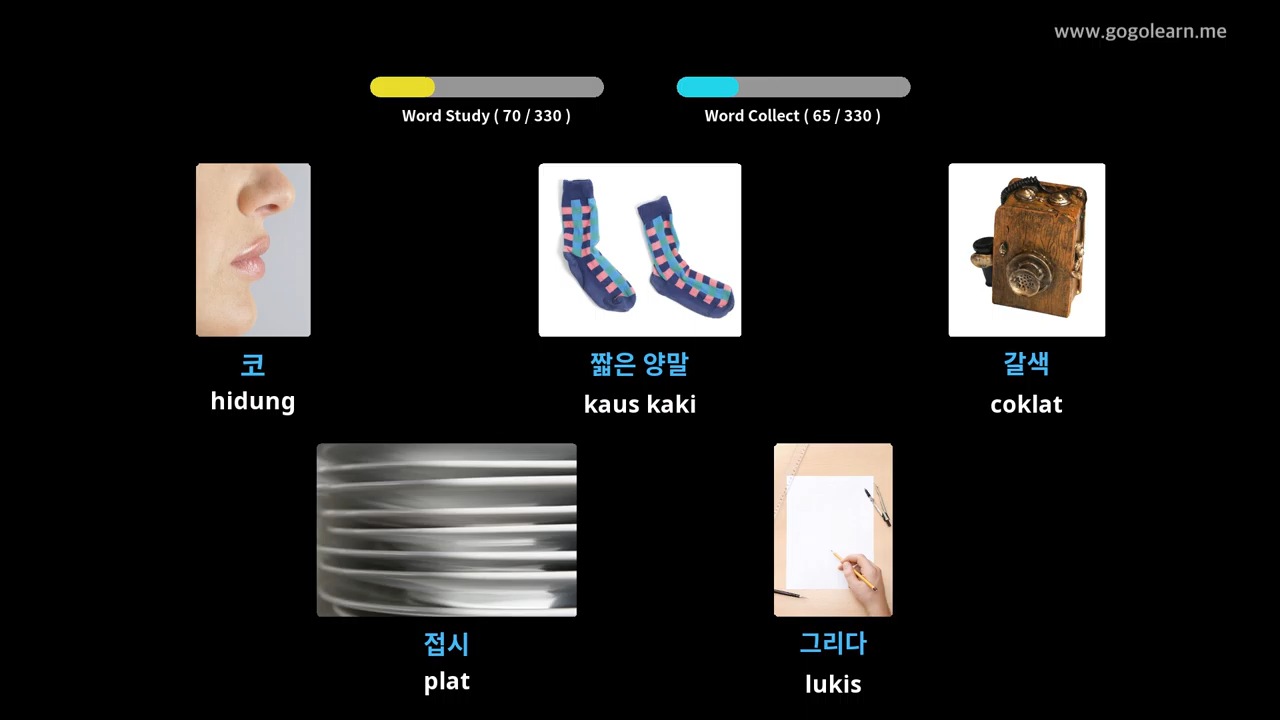 www.gogolearn.me
Word Study ( 70 / 330 )
Word Collect ( 65 / 330 )
코
hidung
짧은 양말
kaus kaki
갈색
coklat
접시
plat
그리다
lukis